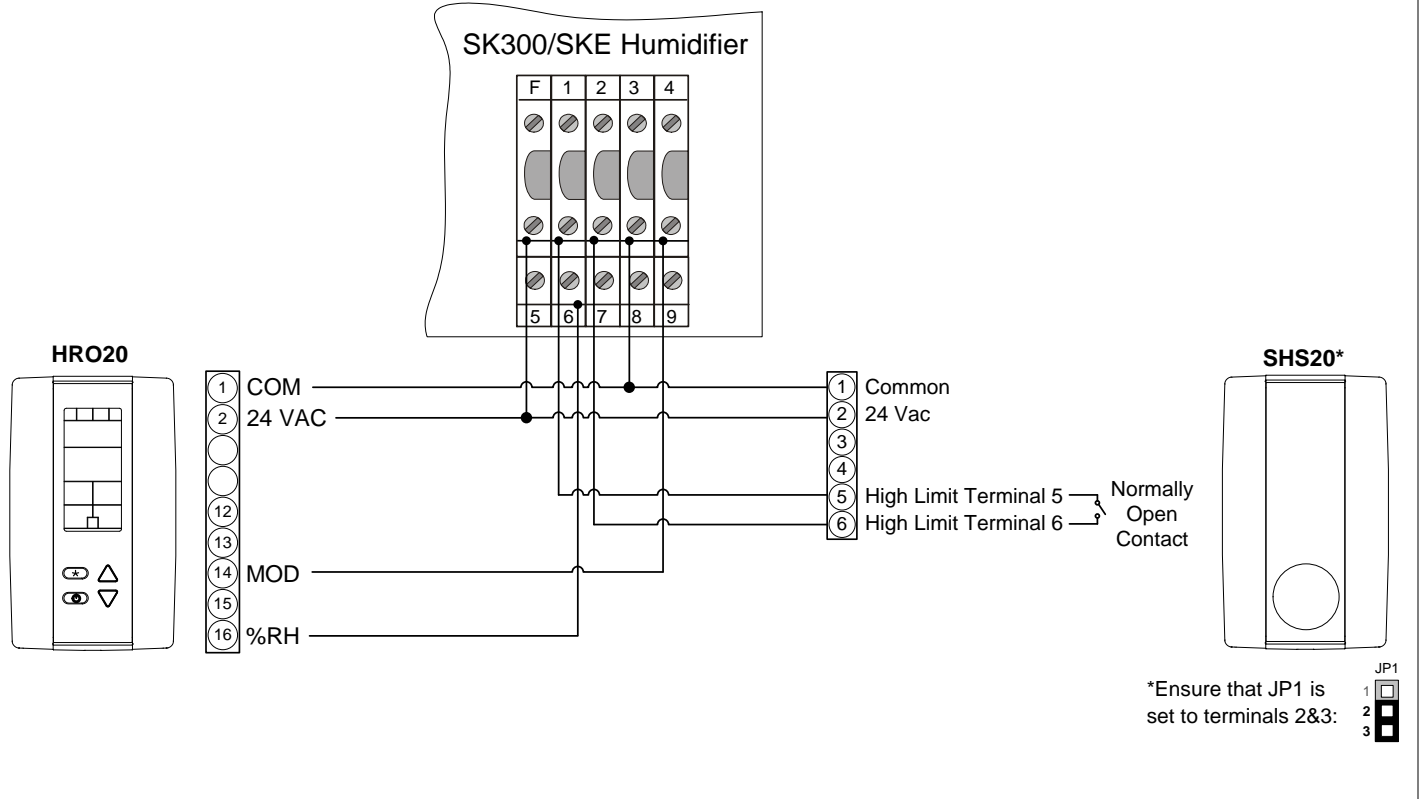 SK300/SKE Humidifier
F 1 2 3 4
5 6 7 8 9
HRO20
1 COM
2 24 VAC
12
13
14 MOD
15
16 %RH
1 Common
2 24 Vac
3
4
5 High Limit Terminal 5
6 High Limit Terminal 6
Normally
Open
Contact
SHS20*
*Ensure that JP1 is
set to terminals 2&3:
JP1
1
2
3